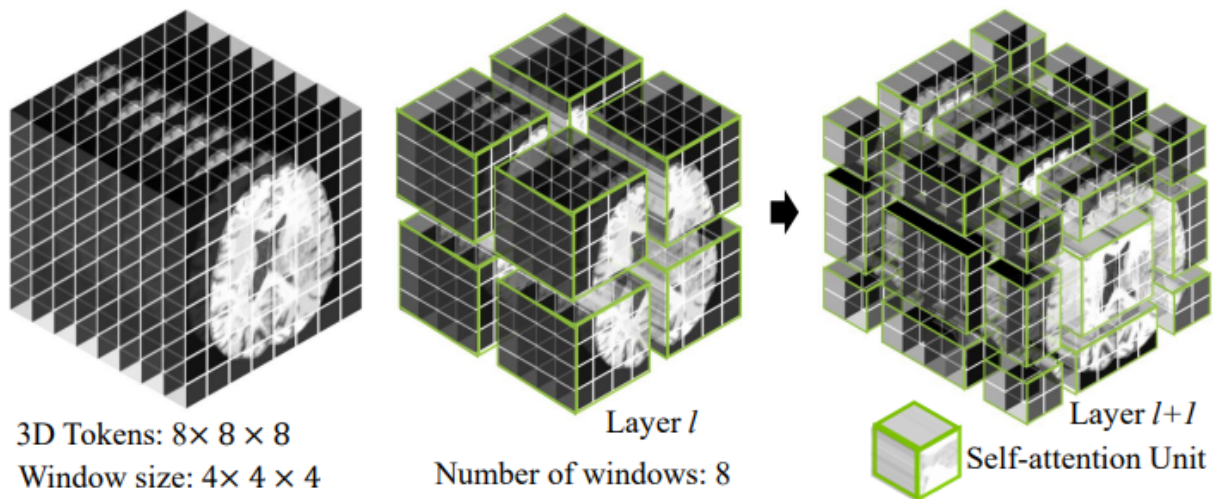 3D Tokens: 8× 8 × 8
Window size: 4× 4 × 4
Layer l
Number of windows: 8
Layer l+1
Self-attention Unit